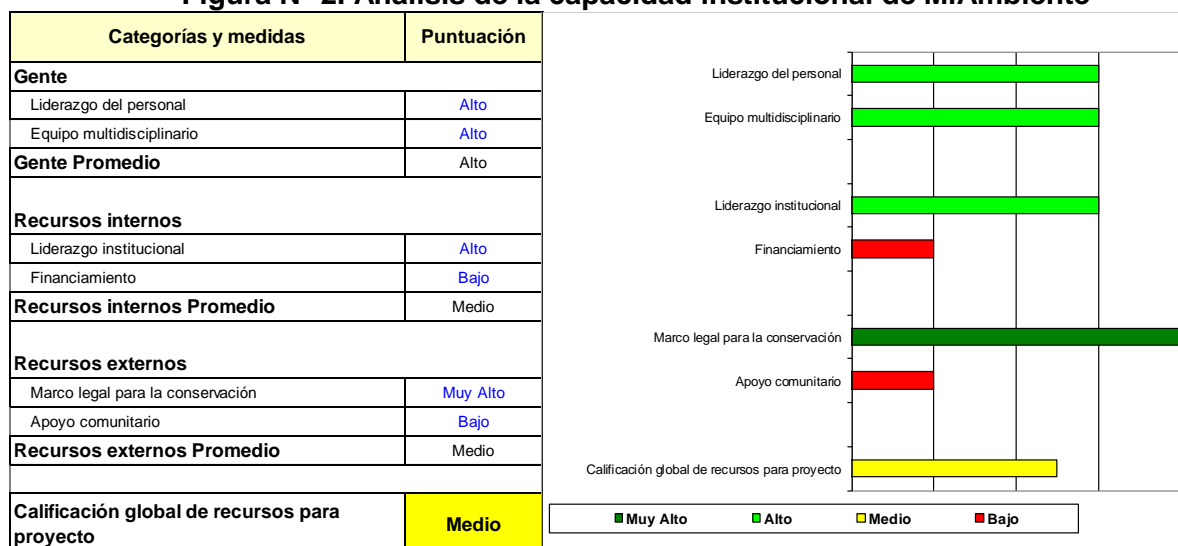 Figura N° 2. Análisis de la capacidad institucional de MiAmbiente
Categorías y medidas Puntuación
Gente
Liderazgo del personal Alto
Equipo multidisciplinario Alto
Gente Promedio Alto
Recursos internos
Liderazgo institucional Alto
Financiamiento Bajo
Recursos internos Promedio Medio
Recursos externos
Marco legal para la conservación Muy Alto
Apoyo comunitario Bajo
Recursos externos Promedio Medio
Calificación global de recursos para
proyecto Medio
Liderazgo del personal
Equipo multidisciplinario
Liderazgo institucional
Financiamiento
Marco legal para la conservación
Apoyo comunitario
Calificación global de recursos para proyecto
Muy Alto Alto Medio Bajo